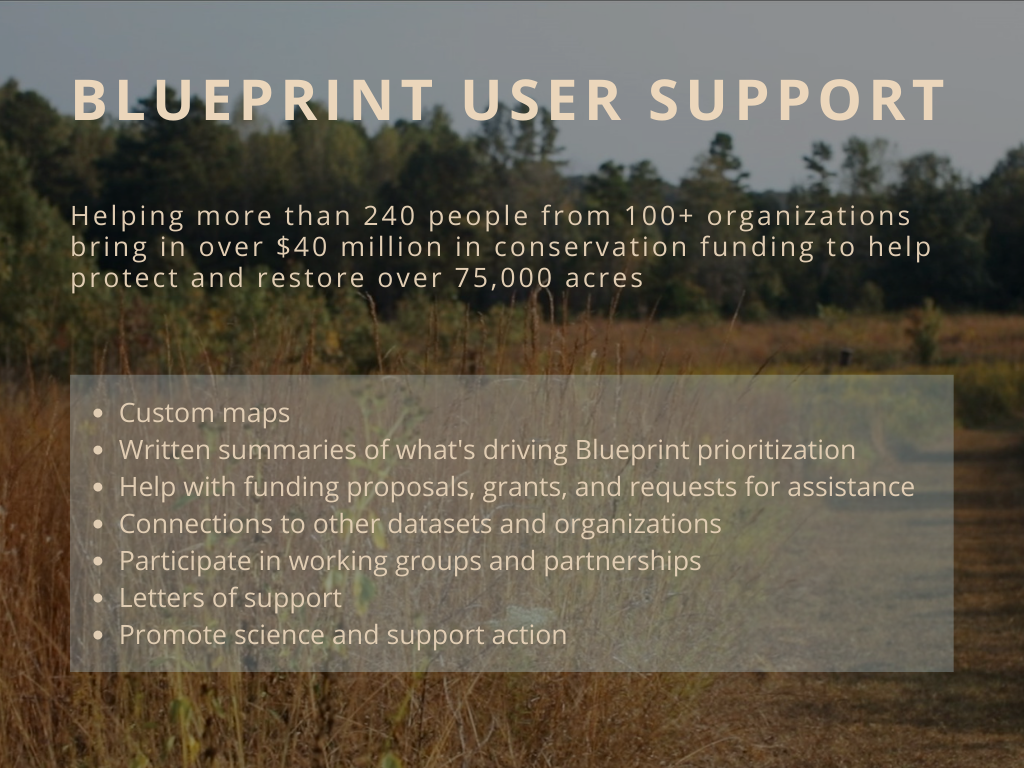 BLUEPRINT USER SUPPORT
Helping more than 240 people from 100+ organizations
bring in over $40 million in conservation funding to help
protect and restore over 75,000 acres
• Custom maps
• Written summaries of what's driving Blueprint prioritization
• Help with funding proposals, grants, and requests for assistance
• Connections to other datasets and organizations
• Participate in working groups and partnerships
• Letters of support
• Promote science and support action